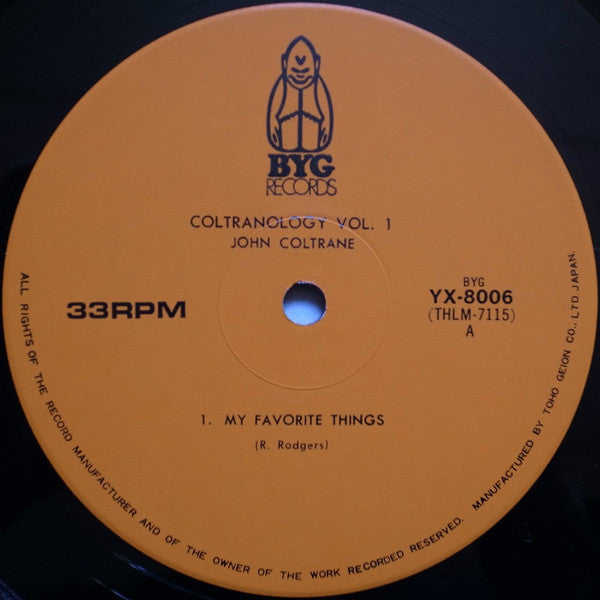 BYG
RECORDS
COLTRANOLOGY VOL. 1
JOHN COLTRANE
33RPM
BYG
YX-8006
(THLM-7115)
A
1. MY FAVORITE THINGS
(R. Rodgers)
ALL RIGHTS OF THE RECORD MANUFACTURER AND OF THE OWNER OF THE WORK RECORDED RESERVED. MANUFACTURED BY TOHO GEION CO., LTD. JAPAN.